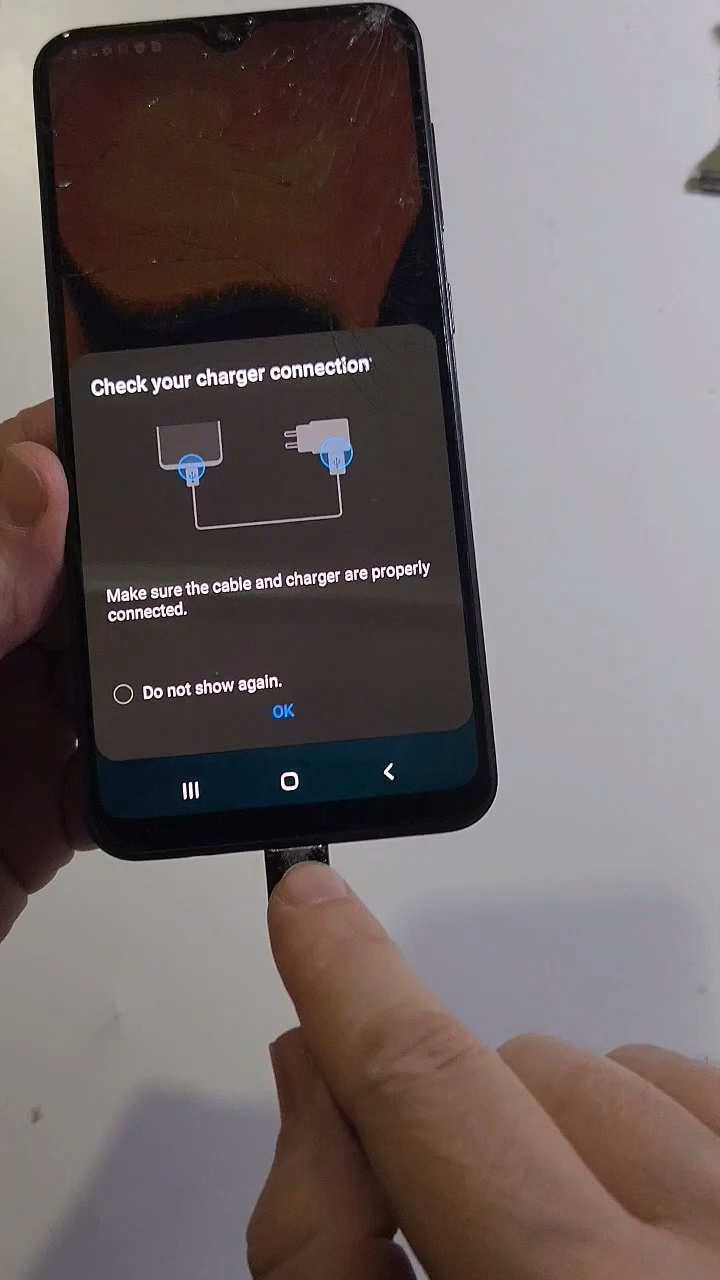 Check your charger connection
Make sure the cable and charger are properly
connected.
Do not show again.
OK